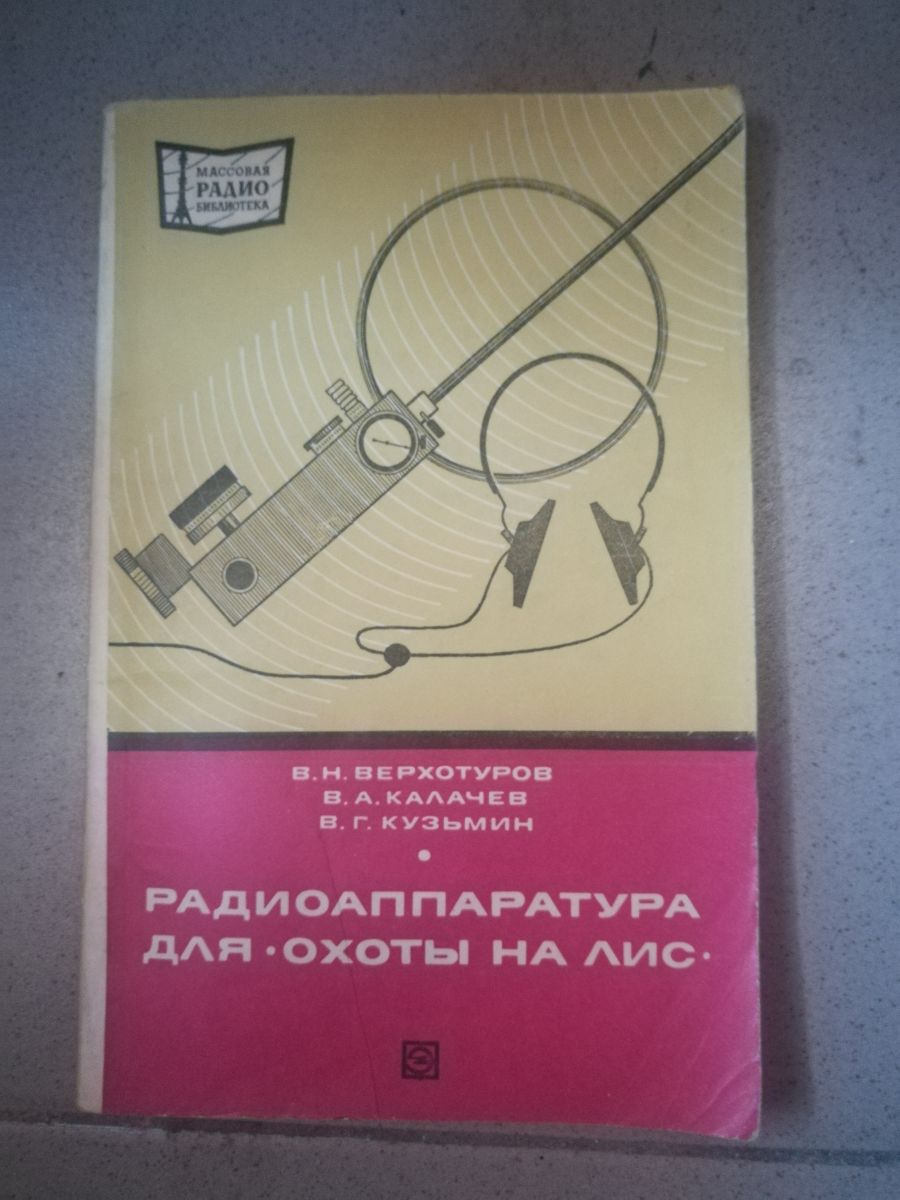 МАССОВАЯ
РАДИО
БИБЛИОТЕКА
В.Н.ВЕРХОТУРОВ
В.А.КАЛАЧЕВ
В.Г.КУЗЬМИН
•
РАДИОАППАРАТУРА
ДЛЯ •ОХОТЫ НА ЛИС•